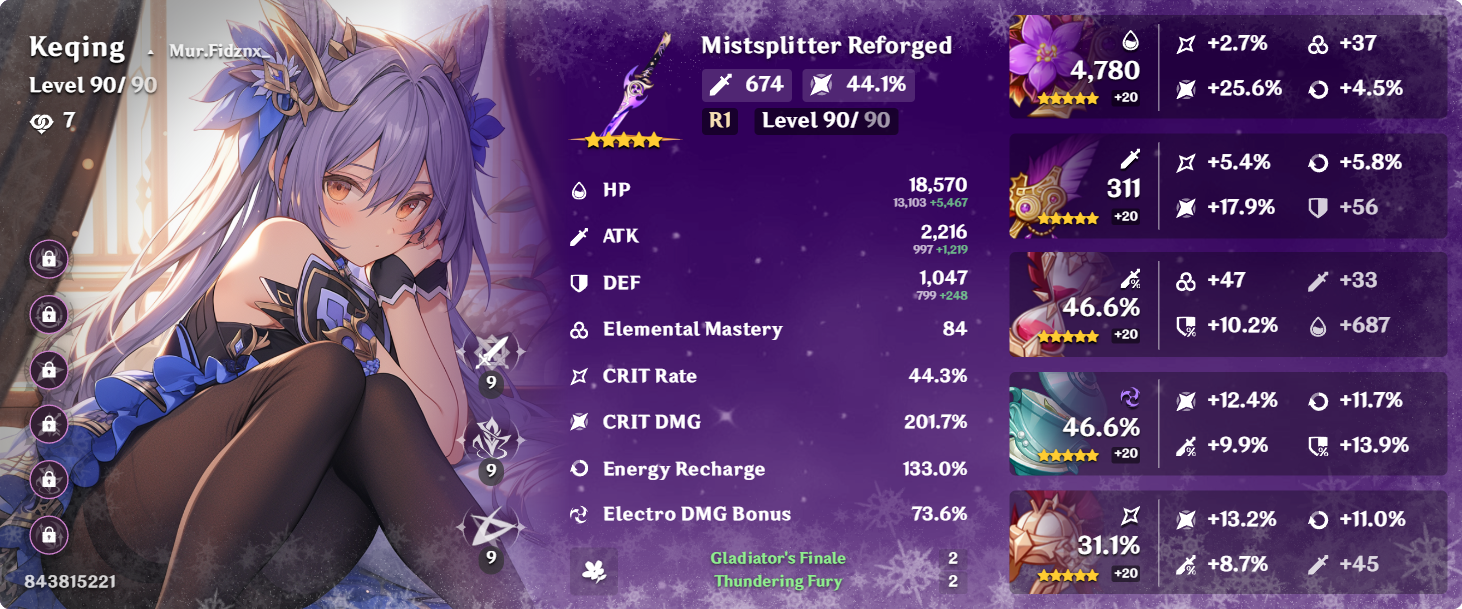 Keqing • Mur.Fidznx
Level 90/ 90
7
9
9
9
843815221
Mistsplitter Reforged
674 44.1%
R1 Level 90/ 90
HP 18,570
13,103 +5,467
ATK 2,216
997 +1,219
DEF 1,047
799 +248
Elemental Mastery 84
CRIT Rate 44.3%
CRIT DMG 201.7%
Energy Recharge 133.0%
Electro DMG Bonus 73.6%
Gladiator's Finale 2
Thundering Fury 2
4,780
+20
+2.7% +37
+25.6% +4.5%
311
+20
+5.4% +5.8%
+17.9% +56
46.6%
+20
+47 +33
+10.2% +687
46.6%
+20
+12.4% +11.7%
+9.9% +13.9%
31.1%
+20
+13.2% +11.0%
+8.7% +45